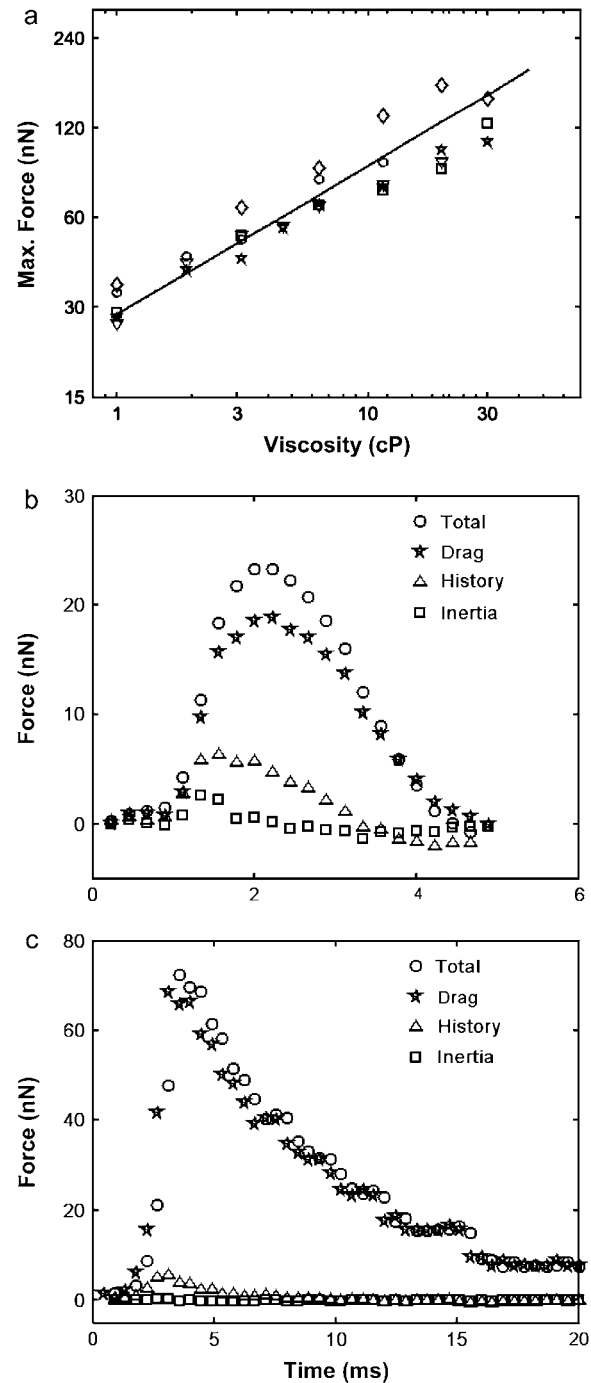 a
240
120
60
30
15
Max. Force (nN)
1
3
10
30
Viscosity (cP)
b
30
20
10
0
Force (nN)
Total
Drag
History
Inertia
0
2
4
6
c
80
60
40
20
0
Force (nN)
Total
Drag
History
Inertia
0
5
10
15
20
Time (ms)